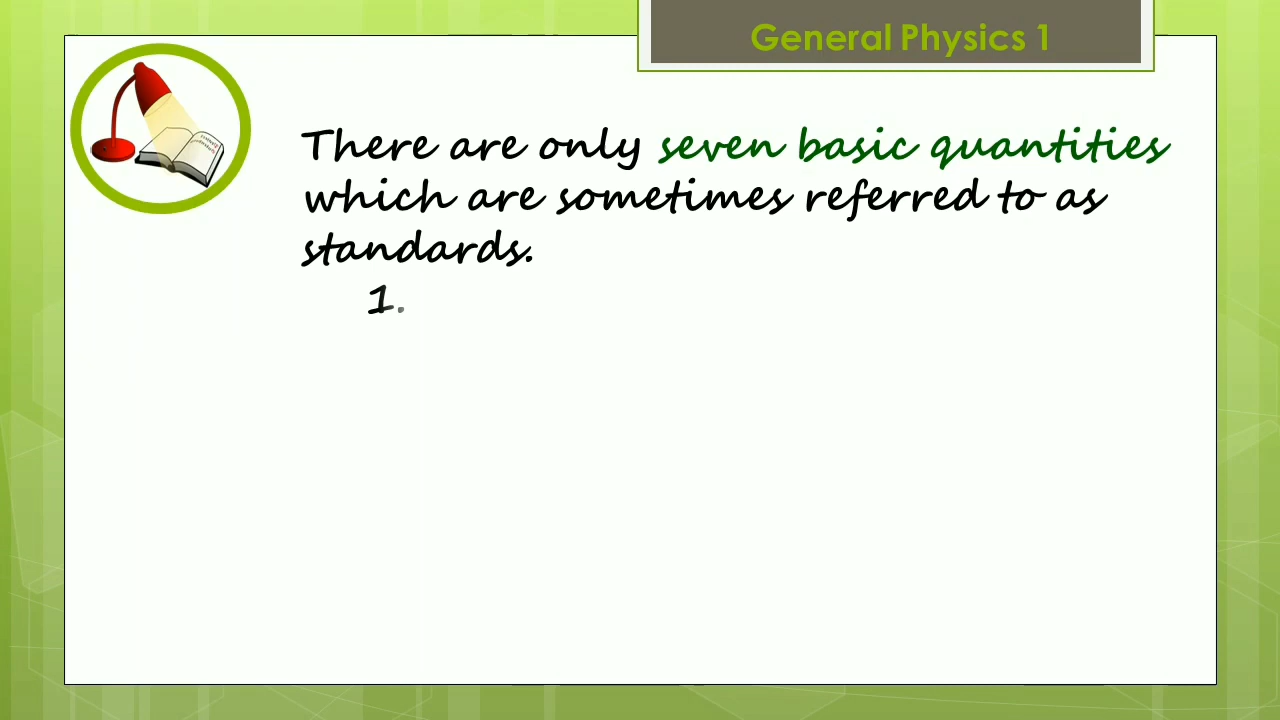 General Physics 1
There are only seven basic quantities
which are sometimes referred to as
standards.
1.